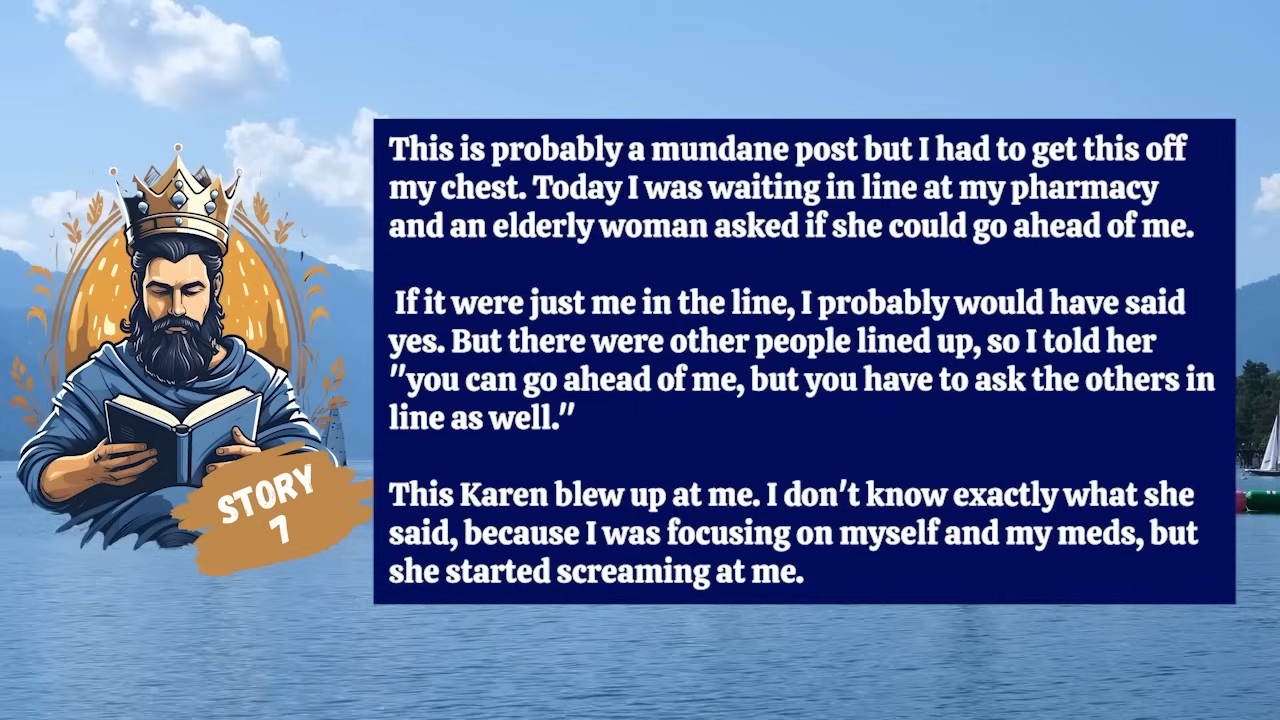 This is probably a mundane post but I had to get this off
my chest. Today I was waiting in line at my pharmacy
and an elderly woman asked if she could go ahead of me.
If it were just me in the line, I probably would have said
yes. But there were other people lined up, so I told her
"you can go ahead of me, but you have to ask the others in
line as well."
This Karen blew up at me. I don't know exactly what she
said, because I was focusing on myself and my meds, but
she started screaming at me.
STORY
7